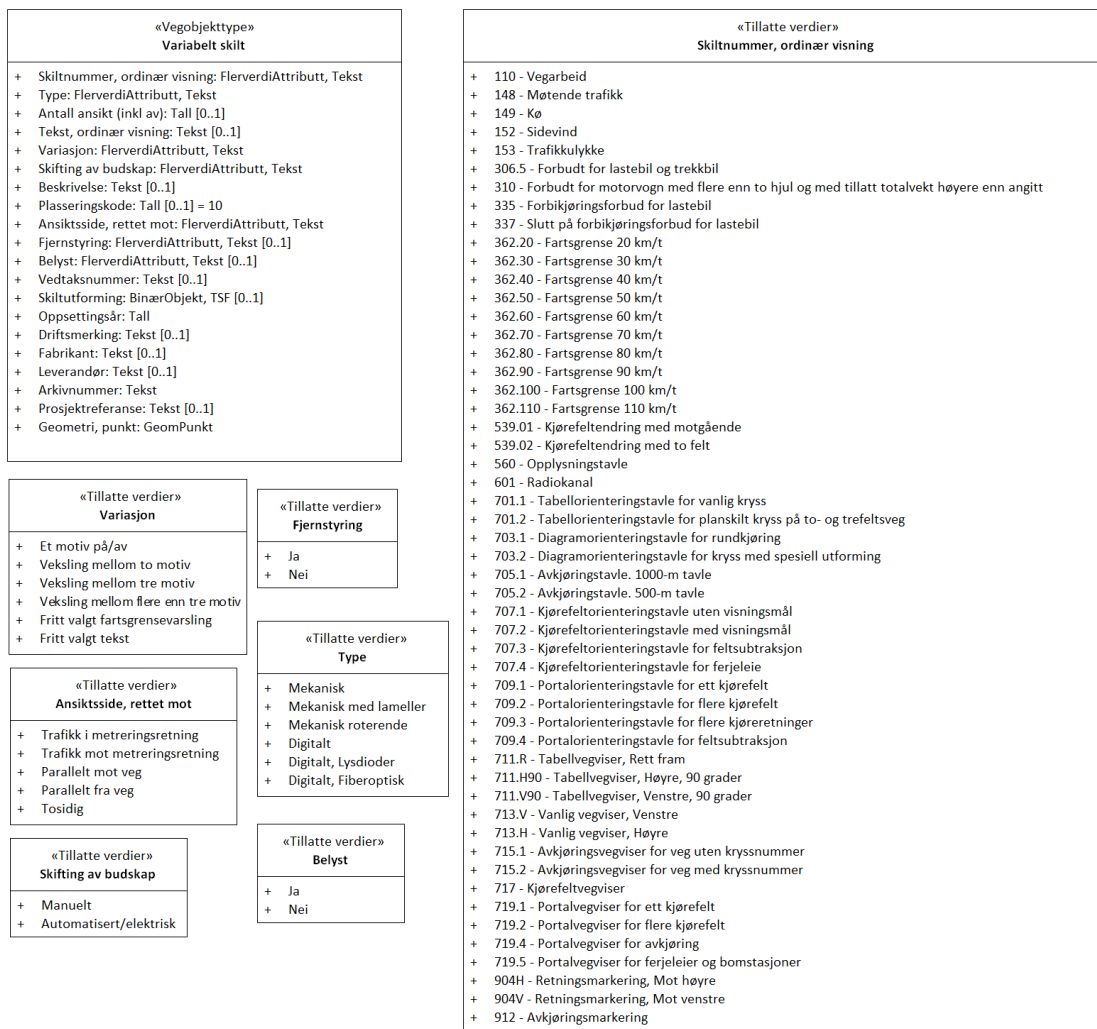 «Vegobjekttype»
Variabelt skilt
+ Skiltnummer, ordinær visning: FlerverdiAttributt, Tekst
+ Type: FlerverdiAttributt, Tekst
+ Antall ansikt (inkl av): Tall [0..1]
+ Tekst, ordinær visning: Tekst [0..1]
+ Variasjon: FlerverdiAttributt, Tekst
+ Skifting av budskap: FlerverdiAttributt, Tekst
+ Beskrivelse: Tekst [0..1]
+ Plasseringskode: Tall [0..1] = 10
+ Ansiktsside, rettet mot: FlerverdiAttributt, Tekst
+ Fjernstyring: FlerverdiAttributt, Tekst [0..1]
+ Belyst: FlerverdiAttributt, Tekst [0..1]
+ Vedtaksnummer: Tekst [0..1]
+ Skiltutforming: BinærObjekt, TSF [0..1]
+ Oppsettingsår: Tall
+ Driftsmerking: Tekst [0..1]
+ Fabrikant: Tekst [0..1]
+ Leverandør: Tekst [0..1]
+ Arkivnummer: Tekst
+ Prosjektreferanse: Tekst [0..1]
+ Geometri, punkt: GeomPunkt
«Tillatte verdier»
Variasjon
+ Et motiv på/av
+ Veksling mellom to motiv
+ Veksling mellom tre motiv
+ Veksling mellom flere enn tre motiv
+ Fritt valgt fartsgrensevarsling
+ Fritt valgt tekst
«Tillatte verdier»
Fjernstyring
+ Ja
+ Nei
«Tillatte verdier»
Ansiktsside, rettet mot
+ Trafikk i metreringsretning
+ Trafikk mot metreringsretning
+ Parallelt mot veg
+ Parallelt fra veg
+ Tosidig
«Tillatte verdier»
Type
+ Mekanisk
+ Mekanisk med lameller
+ Mekanisk roterende
+ Digitalt
+ Digitalt, Lysdioder
+ Digitalt, Fiberoptisk
«Tillatte verdier»
Skifting av budskap
+ Manuelt
+ Automatisert/elektrisk
«Tillatte verdier»
Belyst
+ Ja
+ Nei
«Tillatte verdier»
Skiltnummer, ordinær visning
+ 110 - Vegarbeid
+ 148 - Møtende trafikk
+ 149 - Kø
+ 152 - Sidevind
+ 153 - Trafikkulykke
+ 306.5 - Forbudt for lastebil og trekkbil
+ 310 - Forbudt for motorvogn med flere enn to hjul og med tillatt totalvekt høyere enn angitt
+ 335 - Forbikjøringsforbud for lastebil
+ 337 - Slutt på forbikjøringsforbud for lastebil
+ 362.20 - Fartsgrense 20 km/t
+ 362.30 - Fartsgrense 30 km/t
+ 362.40 - Fartsgrense 40 km/t
+ 362.50 - Fartsgrense 50 km/t
+ 362.60 - Fartsgrense 60 km/t
+ 362.70 - Fartsgrense 70 km/t
+ 362.80 - Fartsgrense 80 km/t
+ 362.90 - Fartsgrense 90 km/t
+ 362.100 - Fartsgrense 100 km/t
+ 362.110 - Fartsgrense 110 km/t
+ 539.01 - Kjørefeltendring med motgående
+ 539.02 - Kjørefeltendring med to felt
+ 560 - Opplysningstavle
+ 601 - Radiokanal
+ 701.1 - Tabellorienteringstavle for vanlig kryss
+ 701.2 - Tabellorienteringstavle for planskilt kryss på to- og trefeltsveg
+ 703.1 - Diagramorienteringstavle for rundkjøring
+ 703.2 - Diagramorienteringstavle for kryss med spesiell utforming
+ 705.1 - Avkjøringstavle. 1000-m tavle
+ 705.2 - Avkjøringstavle. 500-m tavle
+ 707.1 - Kjørefeltorienteringstavle uten visningsmål
+ 707.2 - Kjørefeltorienteringstavle med visningsmål
+ 707.3 - Kjørefeltorienteringstavle for feltsubtraksjon
+ 707.4 - Kjørefeltorienteringstavle for ferjeleie
+ 709.1 - Portalorienteringstavle for ett kjørefelt
+ 709.2 - Portalorienteringstavle for flere kjørefelt
+ 709.3 - Portalorienteringstavle for flere kjøreretninger
+ 709.4 - Portalorienteringstavle for feltsubtraksjon
+ 711.R - Tabellvegviser, Rett fram
+ 711.H90 - Tabellvegviser, Høyre, 90 grader
+ 711.V90 - Tabellvegviser, Venstre, 90 grader
+ 713.V - Vanlig vegviser, Venstre
+ 713.H - Vanlig vegviser, Høyre
+ 715.1 - Avkjøringsvegviser for veg uten kryssnummer
+ 715.2 - Avkjøringsvegviser for veg med kryssnummer
+ 717 - Kjørefeltvegviser
+ 719.1 - Portalvegviser for ett kjørefelt
+ 719.2 - Portalvegviser for flere kjørefelt
+ 719.4 - Portalvegviser for avkjøring
+ 719.5 - Portalvegviser for ferjeleier og bomstasjoner
+ 904H - Retningsmarkering, Mot høyre
+ 904V - Retningsmarkering, Mot venstre
+ 912 - Avkjøringsmarkering